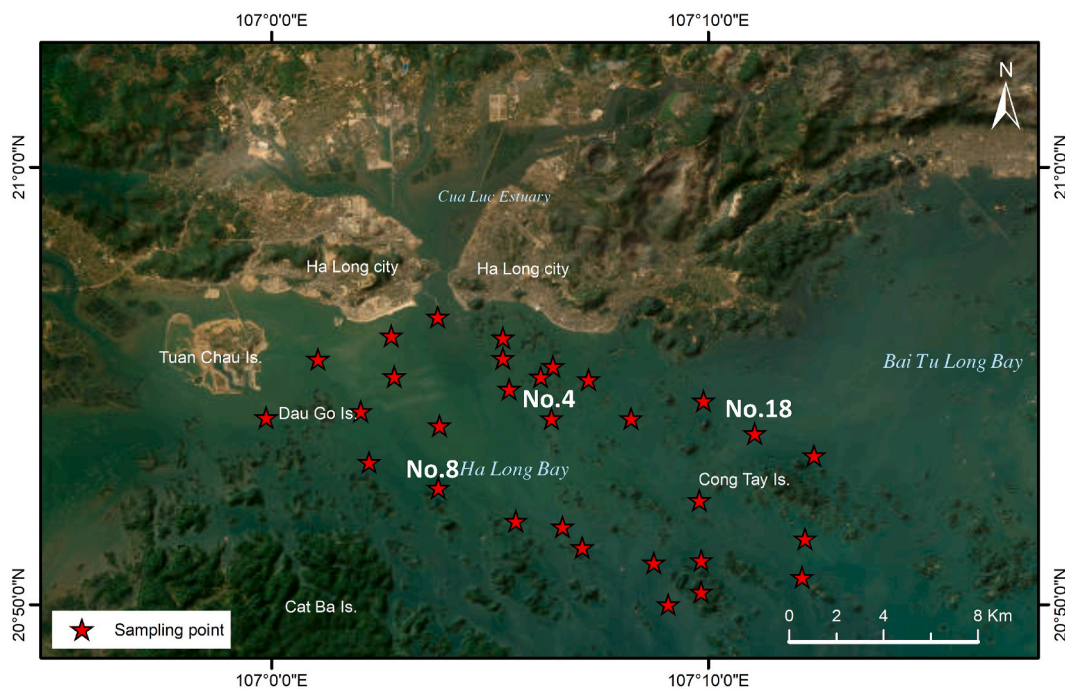 107°0'0"E
107°10'0"E
N
21°0'0"N
21°0'0"N
Cua Luc Estuary
Ha Long city
Ha Long city
Tuan Chau Is.
Bai Tu Long Bay
No.4
Dau Go Is.
No.18
No.8
Ha Long Bay
Cong Tay Is.
Cat Ba Is.
20°50'0"N
20°50'0"N
Sampling point
0 4 8 Km
107°0'0"E
107°10'0"E